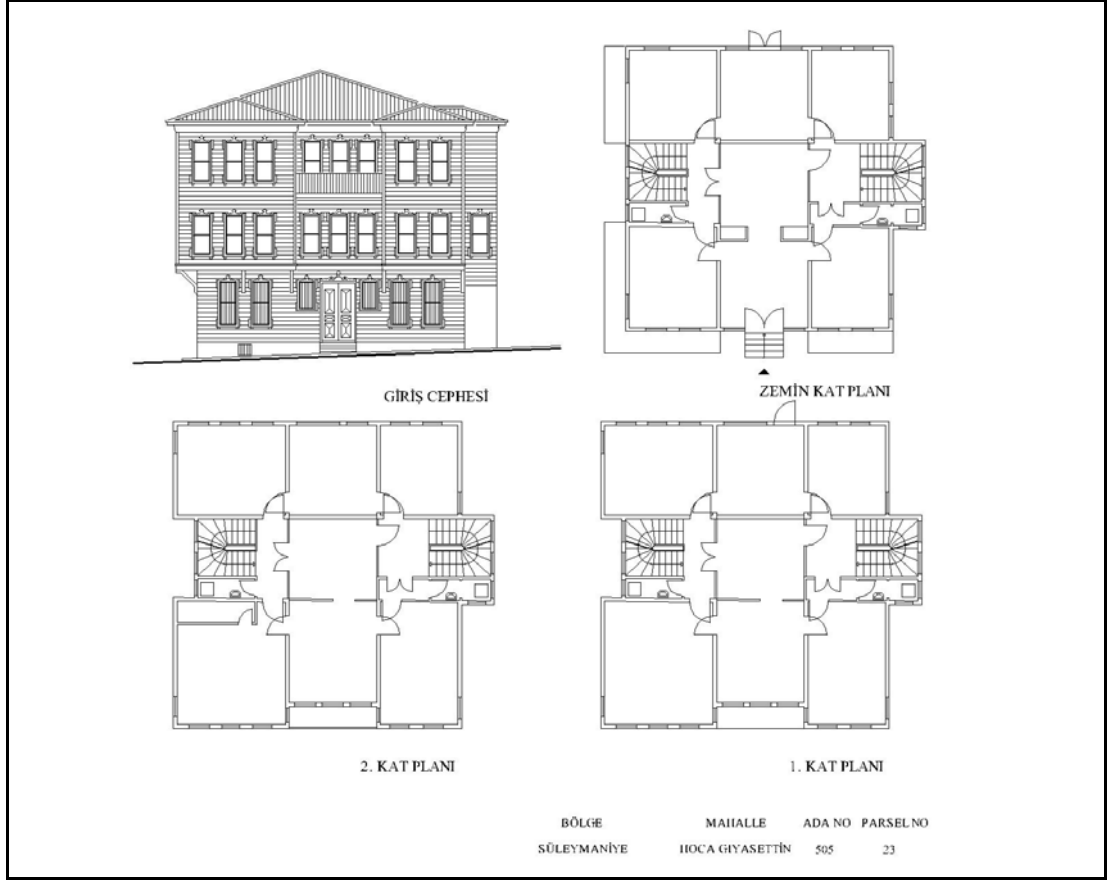 GİRİŞ CEPHESİ
ZEMİN KAT PLANI
2. KAT PLANI
1. KAT PLANI
BÖLGE MAHALLE ADA NO PARSEL NO
SÜLEYMANİYE HOCA GIYASETTİN 505 23